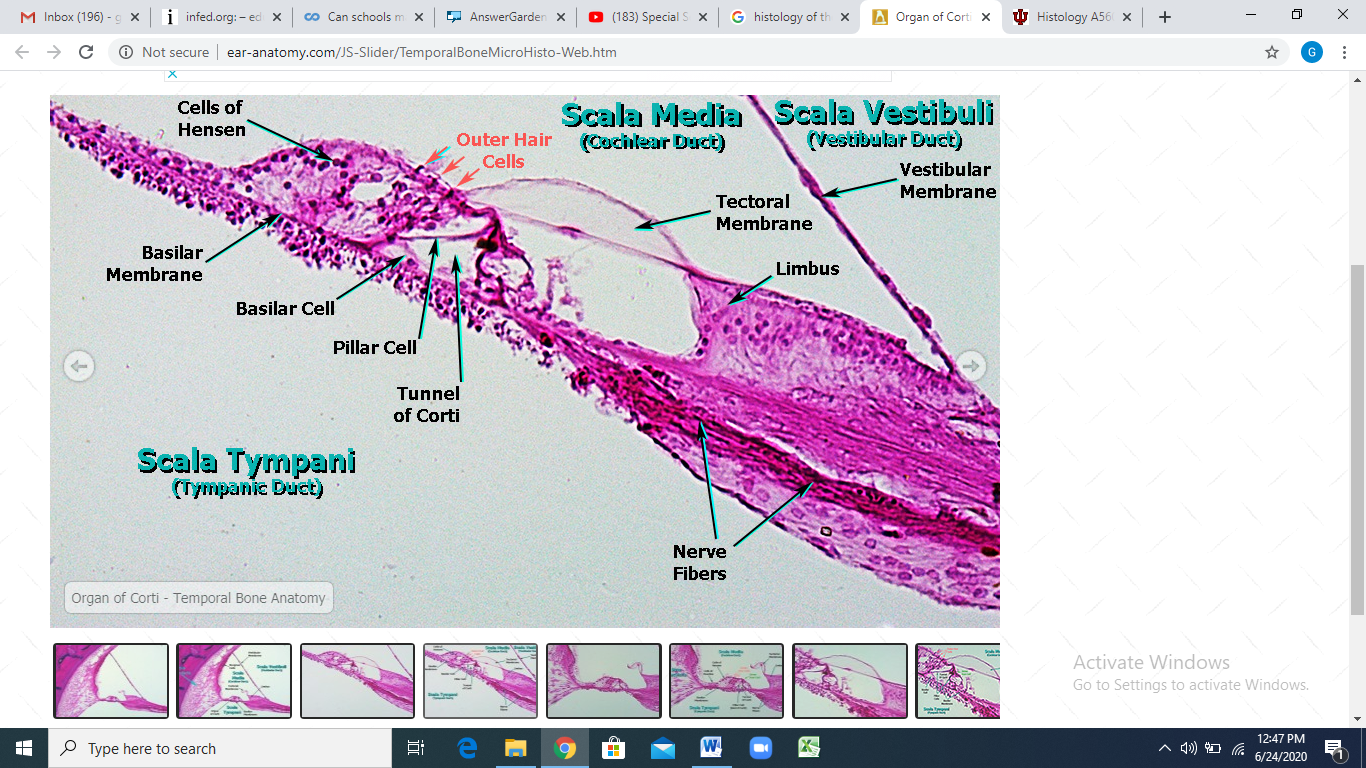 Inbox (196) - g
infed.org: – ed
Can schools m
AnswerGarden
(183) Special S
histology of th
Organ of Corti
Histology A56
Not secure
ear-anatomy.com/JS-Slider/TemporalBoneMicroHisto-Web.htm
G
Cells of
Hensen
Outer Hair
Cells
Scala Media
(Cochlear Duct)
Scala Vestibuli
(Vestibular Duct)
Vestibular
Membrane
Tectoral
Membrane
Basilar
Membrane
Limbus
Basilar Cell
Pillar Cell
Tunnel
of Corti
Scala Tympani
(Tympanic Duct)
Nerve
Fibers
Organ of Corti - Temporal Bone Anatomy
Activate Windows
Go to Settings to activate Windows.
Type here to search
12:47 PM
6/24/2020
1